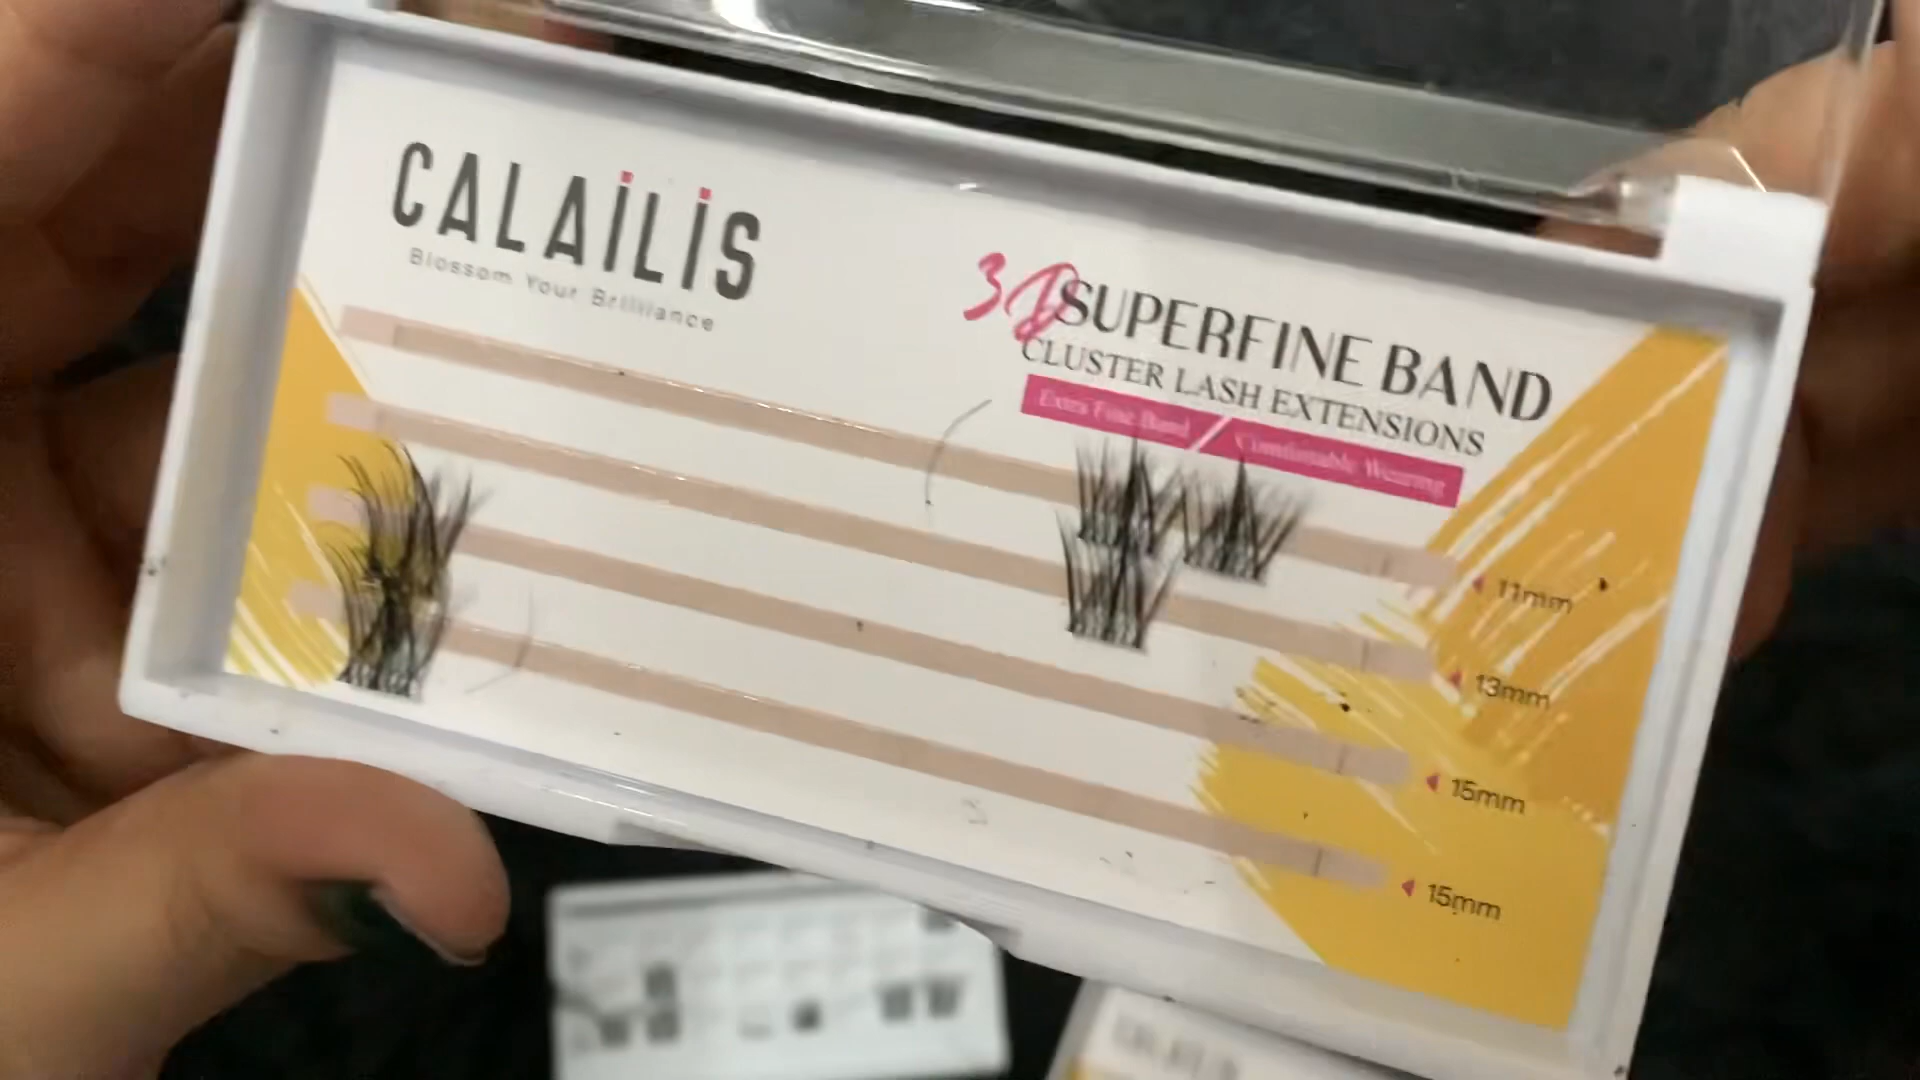 CALAILIS
Blossom Your Brilliance
3D SUPERFINE BAND
CLUSTER LASH EXTENSIONS
Extra Fine Band / Comfortable Wearing
11mm
13mm
15mm
15mm